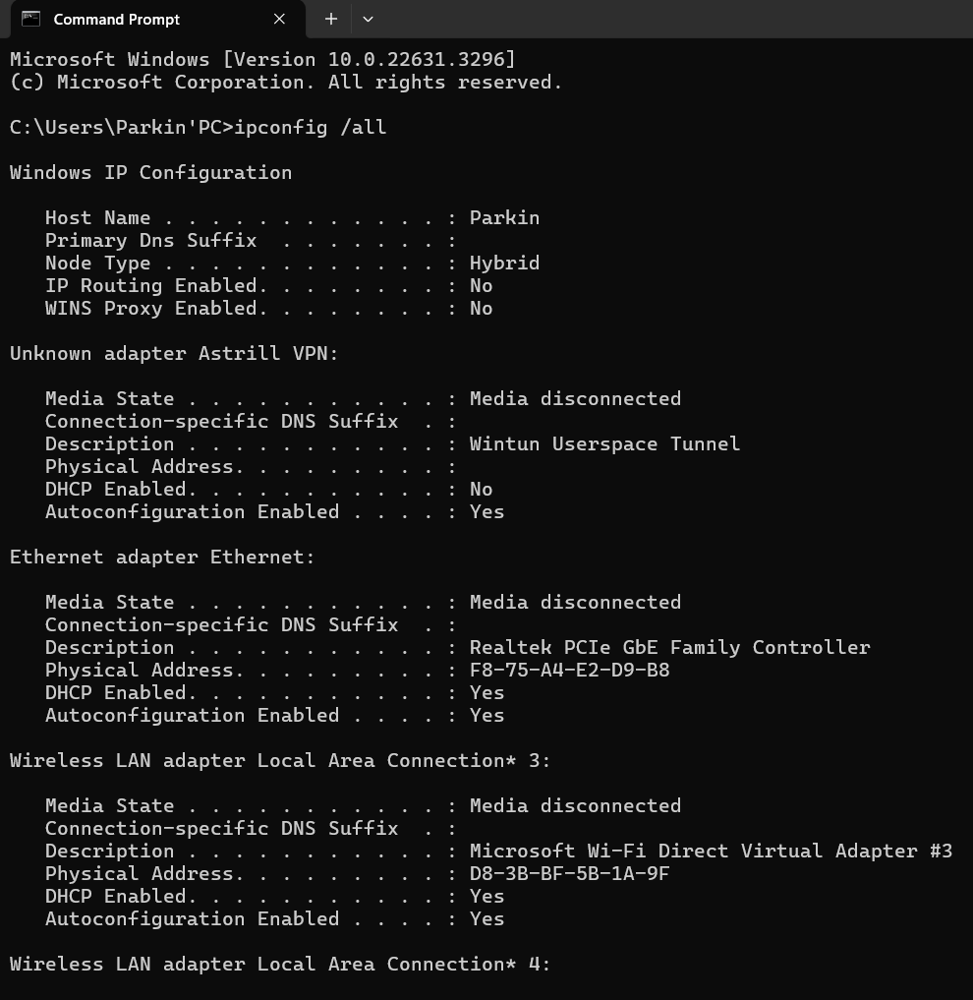 Command Prompt
Microsoft Windows [Version 10.0.22631.3296]
(c) Microsoft Corporation. All rights reserved.
C:\Users\Parkin'PC>ipconfig /all
Windows IP Configuration
Host Name . . . . . . . . . . . . : Parkin
Primary Dns Suffix  . . . . . . . :
Node Type . . . . . . . . . . . . : Hybrid
IP Routing Enabled. . . . . . . . : No
WINS Proxy Enabled. . . . . . . . : No
Unknown adapter Astrill VPN:
Media State . . . . . . . . . . . : Media disconnected
Connection-specific DNS Suffix  . :
Description . . . . . . . . . . . : Wintun Userspace Tunnel
Physical Address. . . . . . . . . :
DHCP Enabled. . . . . . . . . . . : No
Autoconfiguration Enabled . . . . : Yes
Ethernet adapter Ethernet:
Media State . . . . . . . . . . . : Media disconnected
Connection-specific DNS Suffix  . :
Description . . . . . . . . . . . : Realtek PCIe GbE Family Controller
Physical Address. . . . . . . . . : F8-75-A4-E2-D9-B8
DHCP Enabled. . . . . . . . . . . : Yes
Autoconfiguration Enabled . . . . : Yes
Wireless LAN adapter Local Area Connection* 3:
Media State . . . . . . . . . . . : Media disconnected
Connection-specific DNS Suffix  . :
Description . . . . . . . . . . . : Microsoft Wi-Fi Direct Virtual Adapter #3
Physical Address. . . . . . . . . : D8-3B-BF-5B-1A-9F
DHCP Enabled. . . . . . . . . . . : Yes
Autoconfiguration Enabled . . . . : Yes
Wireless LAN adapter Local Area Connection* 4: